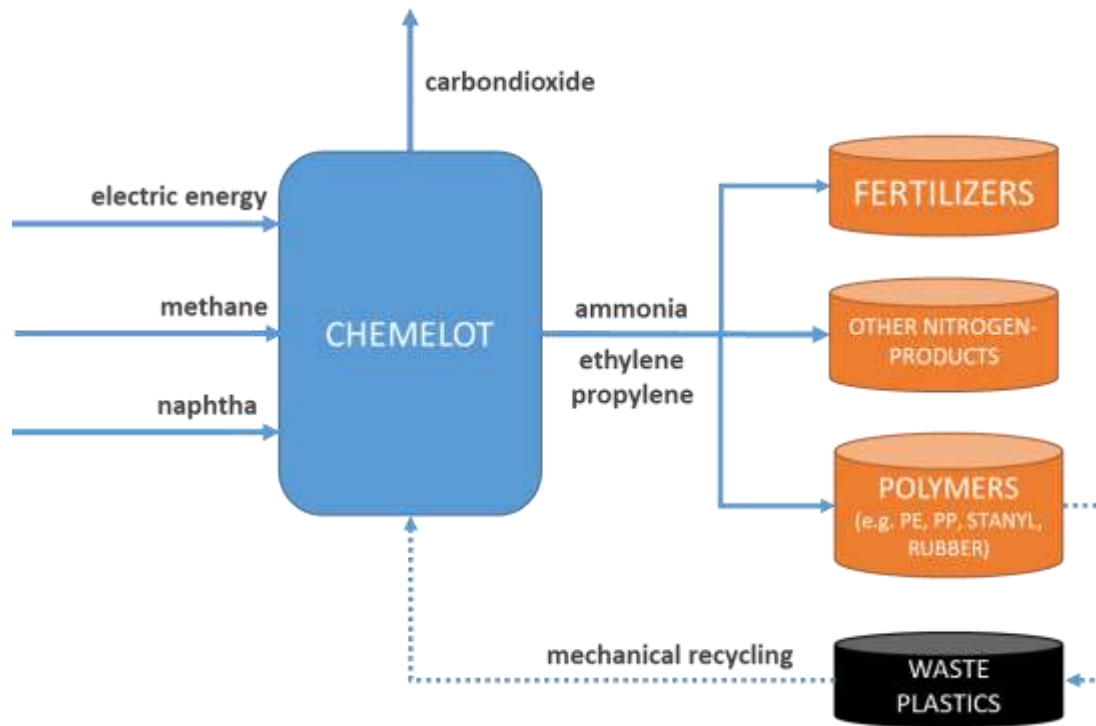 carbondioxide
electric energy
methane
naphtha
CHEMELOT
ammonia
ethylene
propylene
FERTILIZERS
OTHER NITROGEN-
PRODUCTS
POLYMERS
(e.g. PE, PP, STANYL,
RUBBER)
mechanical recycling
WASTE
PLASTICS